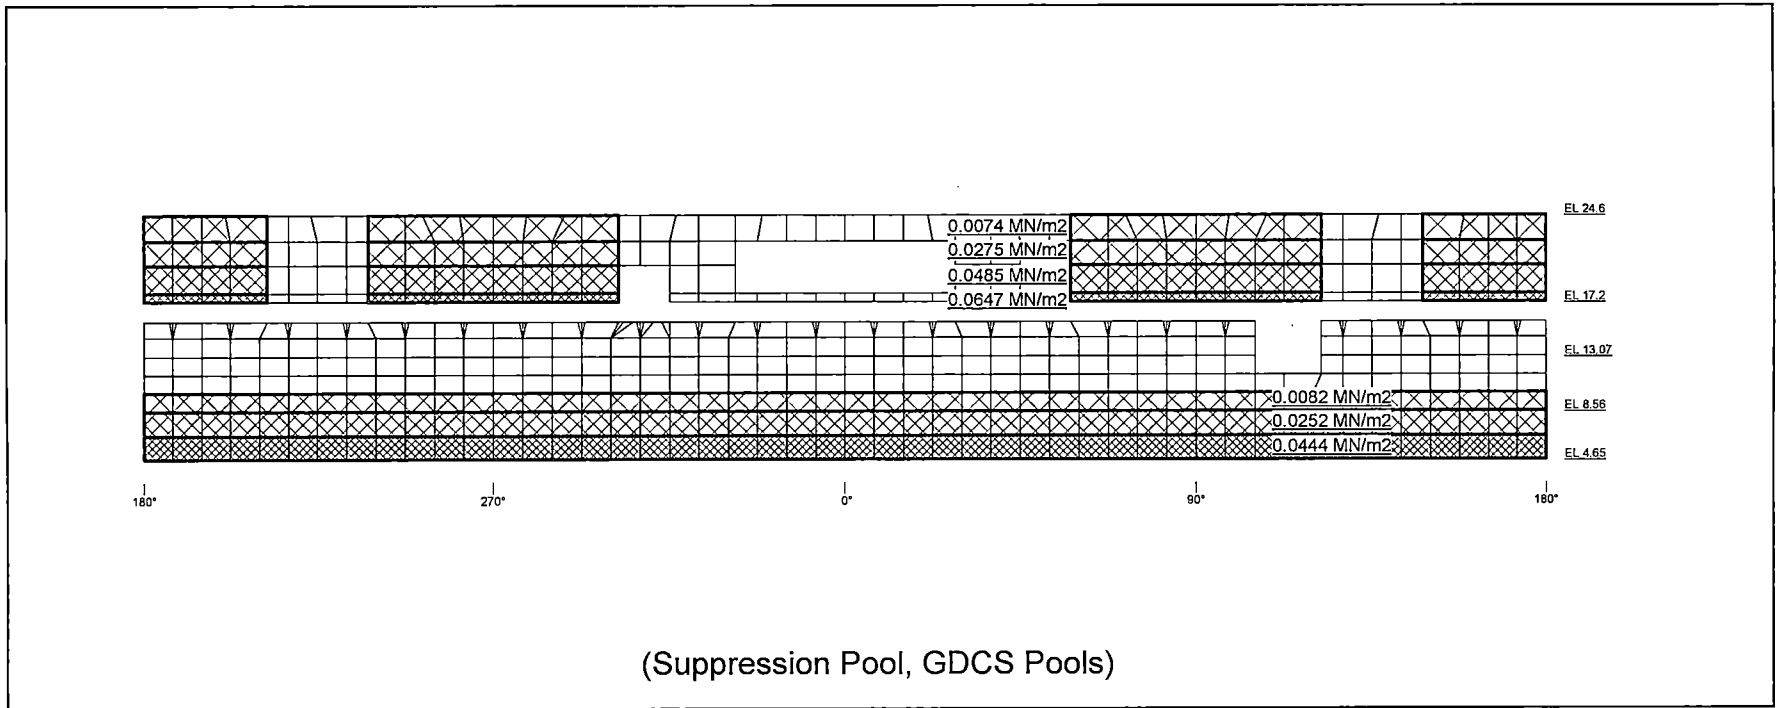 EL 24.6
0.0074 MN/m2
0.0275 MN/m2
0.0485 MN/m2
0.0647 MN/m2
EL 17.2
EL 13.07
0.0082 MN/m2
EL 8.56
0.0252 MN/m2
0.0444 MN/m2
EL 4.65
180° 270° 0° 90° 180°
(Suppression Pool, GDCS Pools)